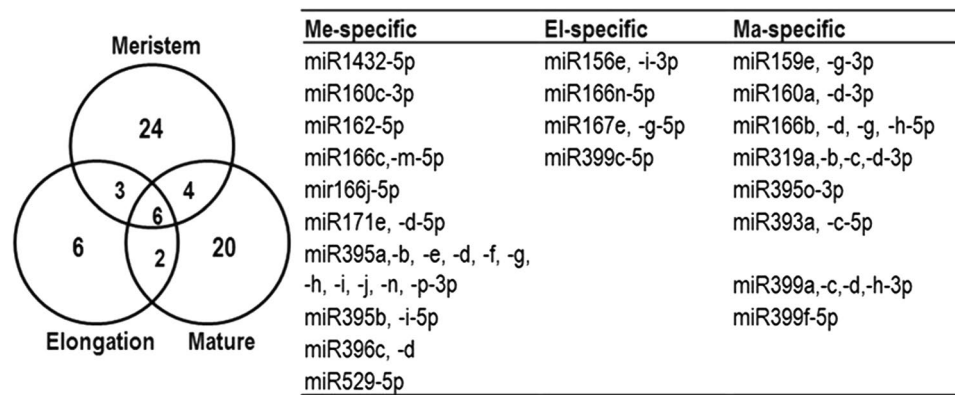 Meristem
24
3
4
6
6
2
20
Elongation
Mature
Me-specific El-specific Ma-specific
miR1432-5p miR156e, -i-3p miR159e, -g-3p
miR160c-3p miR166n-5p miR160a, -d-3p
miR162-5p miR167e, -g-5p miR166b, -d, -g, -h-5p
miR166c,-m-5p miR399c-5p miR319a,-b,-c,-d-3p
mir166j-5p miR395o-3p
miR171e, -d-5p miR393a, -c-5p
miR395a,-b, -e, -d, -f, -g,
-h, -i, -j, -n, -p-3p miR399a,-c,-d,-h-3p
miR395b, -i-5p miR399f-5p
miR396c, -d
miR529-5p